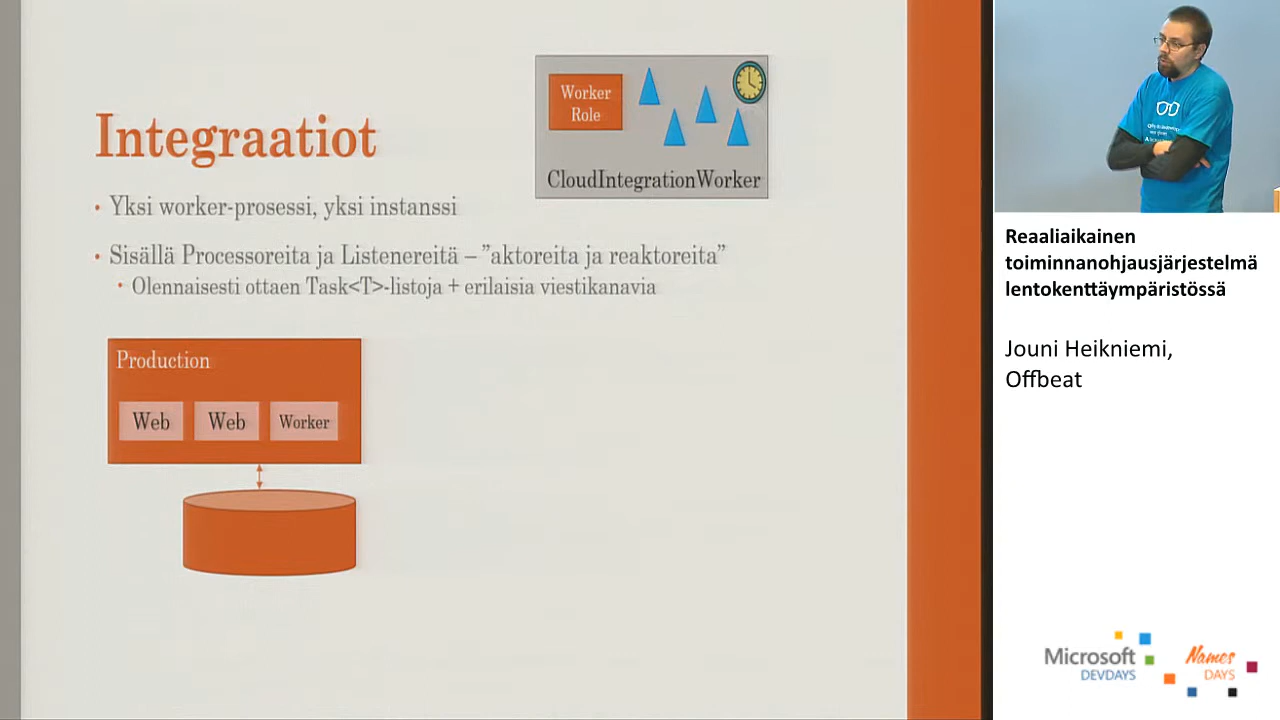 Worker
Role
CloudIntegrationWorker
Integraatiot
• Yksi worker-prosessi, yksi instanssi
• Sisällä Processoreita ja Listenereitä – ”aktoreita ja reaktoreita”
• Olennaisesti ottaen Task<T>-listoja + erilaisia viestikanavia
Production
Web Web Worker
Reaaliaikainen
toiminnanohjausjärjestelmä
lentokenttäympäristössä
Jouni Heikniemi,
Offbeat
Microsoft
DEVDAYS
Names
DAYS